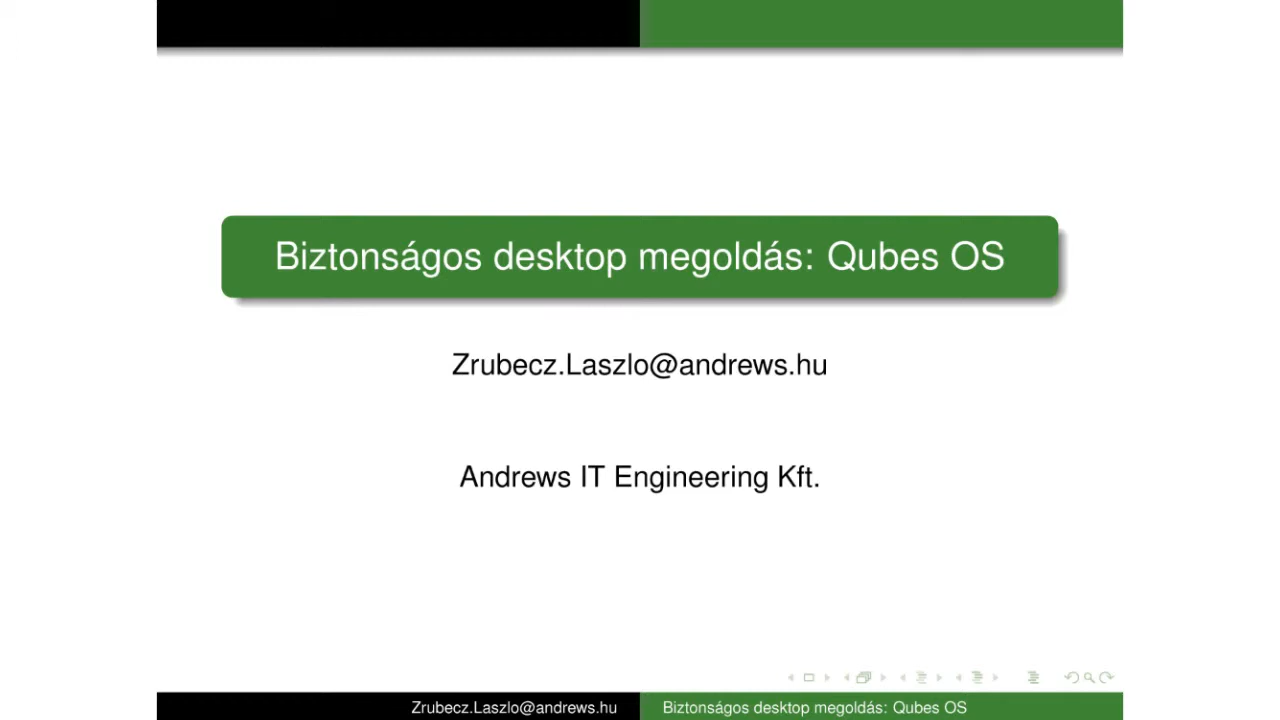 Biztonságos desktop megoldás: Qubes OS
Zrubecz.Laszlo@andrews.hu
Andrews IT Engineering Kft.
Zrubecz.Laszlo@andrews.hu
Biztonságos desktop megoldás: Qubes OS